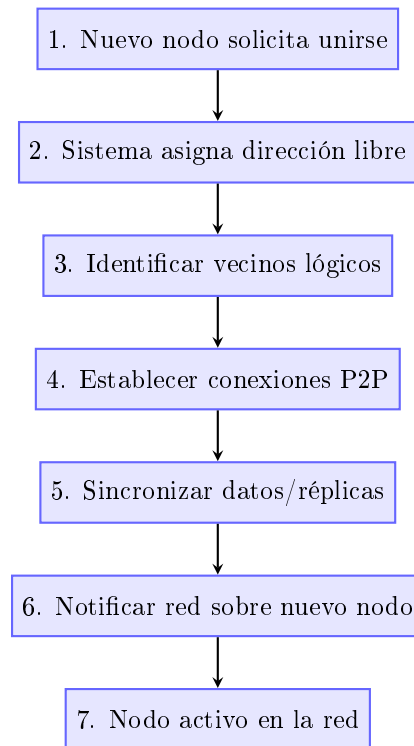 1. Nuevo nodo solicita unirse
2. Sistema asigna dirección libre
3. Identificar vecinos lógicos
4. Establecer conexiones P2P
5. Sincronizar datos/réplicas
6. Notificar red sobre nuevo nodo
7. Nodo activo en la red